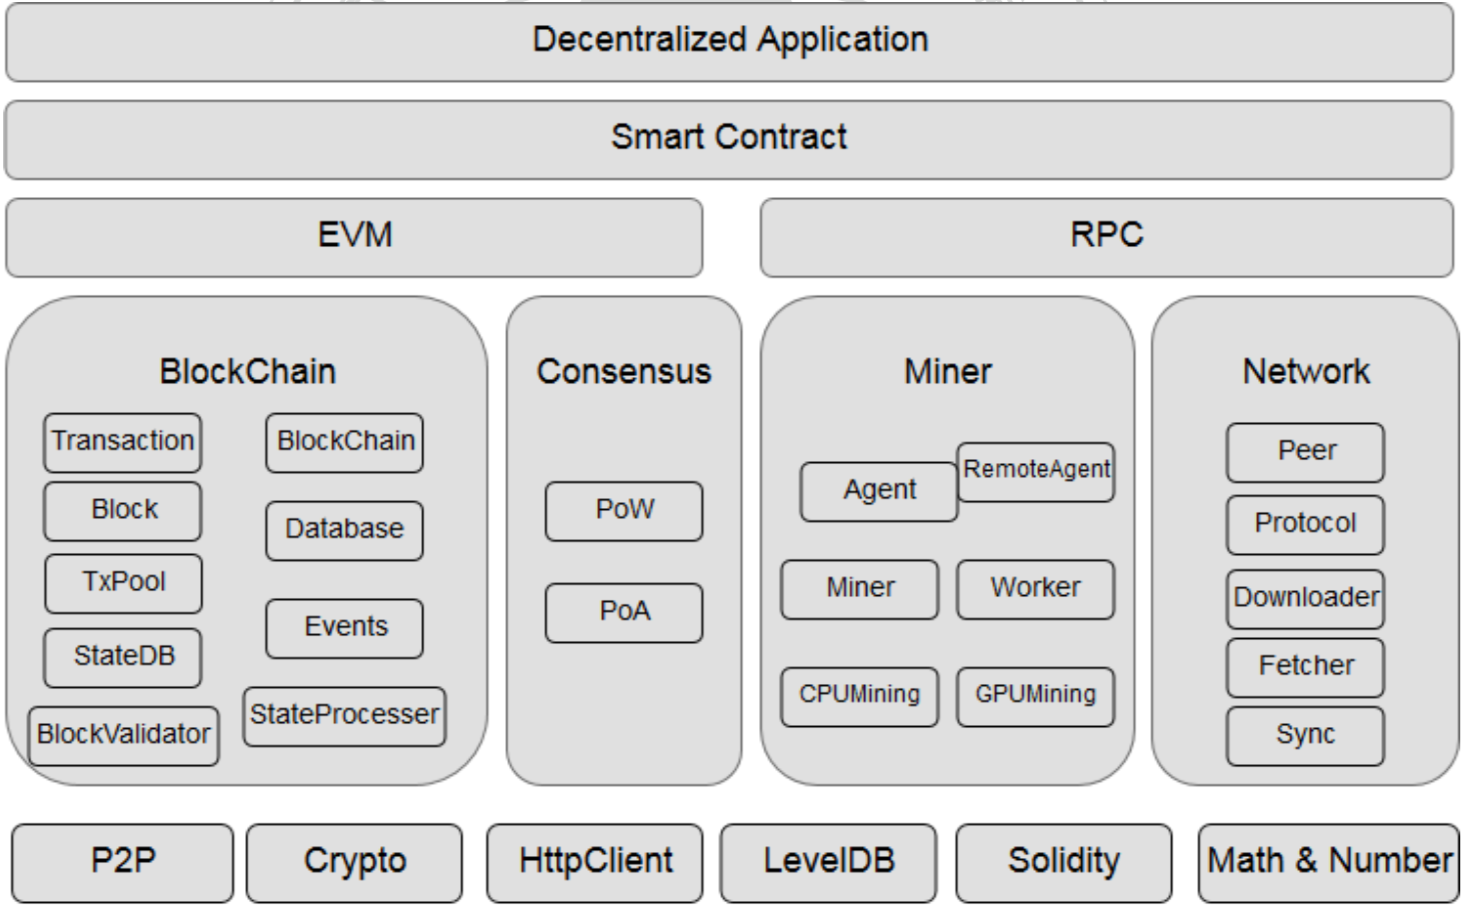 Decentralized Application
Smart Contract
EVM
RPC
BlockChain
Transaction
BlockChain
Block
Database
TxPool
Events
StateDB
StateProcesser
BlockValidator
Consensus
PoW
PoA
Miner
Agent
RemoteAgent
Miner
Worker
CPUMining
GPUMining
Network
Peer
Protocol
Downloader
Fetcher
Sync
P2P
Crypto
HttpClient
LevelDB
Solidity
Math & Number